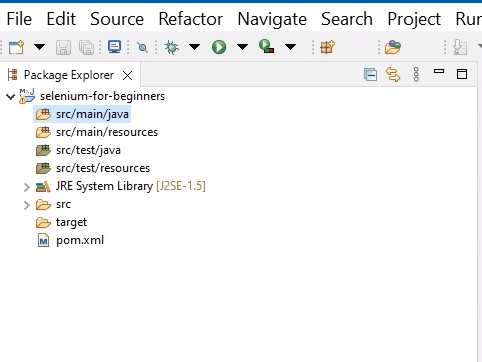 File Edit Source Refactor Navigate Search Project Run
Package Explorer
selenium-for-beginners
src/main/java
src/main/resources
src/test/java
src/test/resources
JRE System Library [J2SE-1.5]
src
target
pom.xml